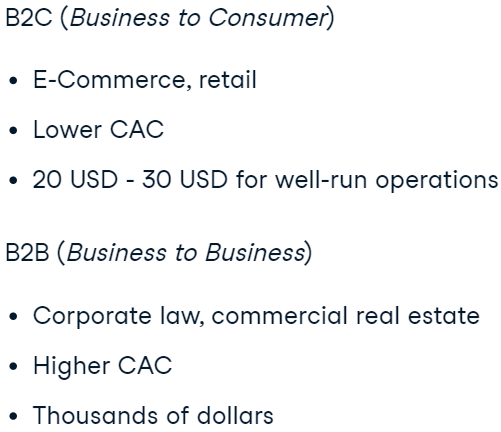 B2C (Business to Consumer)
• E-Commerce, retail
• Lower CAC
• 20 USD - 30 USD for well-run operations
B2B (Business to Business)
• Corporate law, commercial real estate
• Higher CAC
• Thousands of dollars